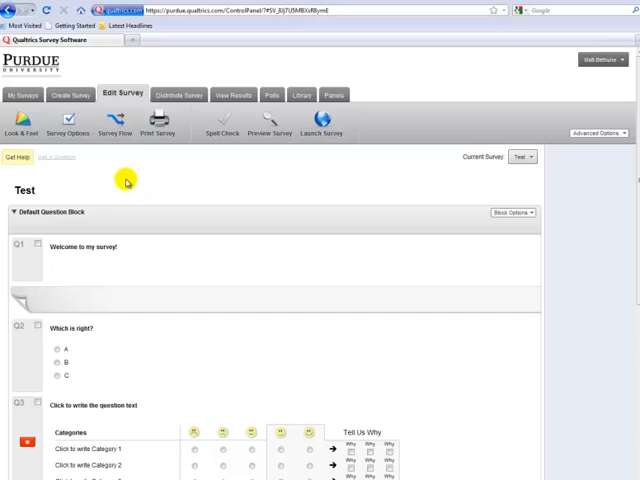 qualtrics.com https://purdue.qualtrics.com/ControlPanel/?#SV_8Ij7U5MBXsR8ymE
Google
Most Visited Getting Started Latest Headlines
Qualtrics Survey Software
PURDUE
UNIVERSITY
Matt Bethune
My Surveys Create Survey Edit Survey Distribute Survey View Results Polls Library Panels
Look & Feel Survey Options Survey Flow Print Survey Spell Check Preview Survey Launch Survey
Advanced Options
Get Help Ask a Question
Current Survey: Test
Test
Default Question Block
Block Options
Q1
Welcome to my survey!
Q2
Which is right?
A
B
C
Q3
Click to write the question text
Categories Tell Us Why
Why Why Why
Click to write Category 1
Why Why Why
Click to write Category 2
Why Why Why